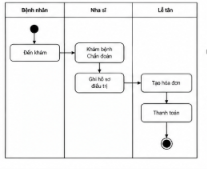 Bệnh nhân
Nha sĩ
Lễ tân
Đến khám
Khám bệnh
Chẩn đoán
Ghi hồ sơ
điều trị
Tạo hóa đơn
Thanh toán